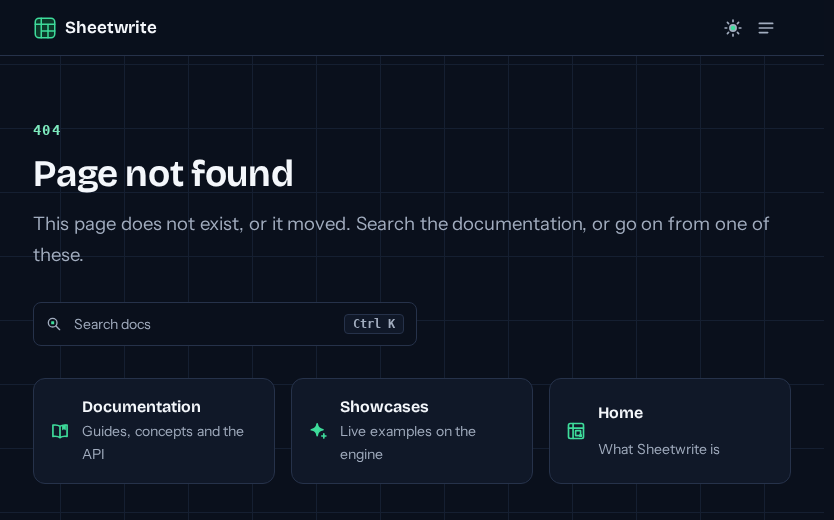 Sheetwrite
404
Page not found
This page does not exist, or it moved. Search the documentation, or go on from one of
these.
Search docs Ctrl K
Documentation
Guides, concepts and the
API
Showcases
Live examples on the
engine
Home
What Sheetwrite is